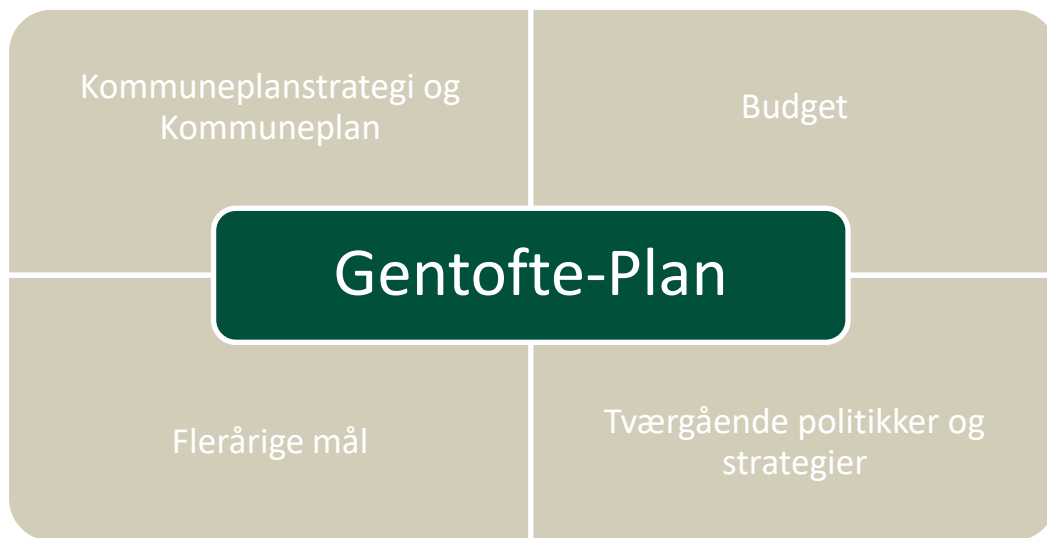 Kommuneplanstrategi og
Kommuneplan
Budget
Gentofte-Plan
Flerårige mål
Tværgående politikker og
strategier